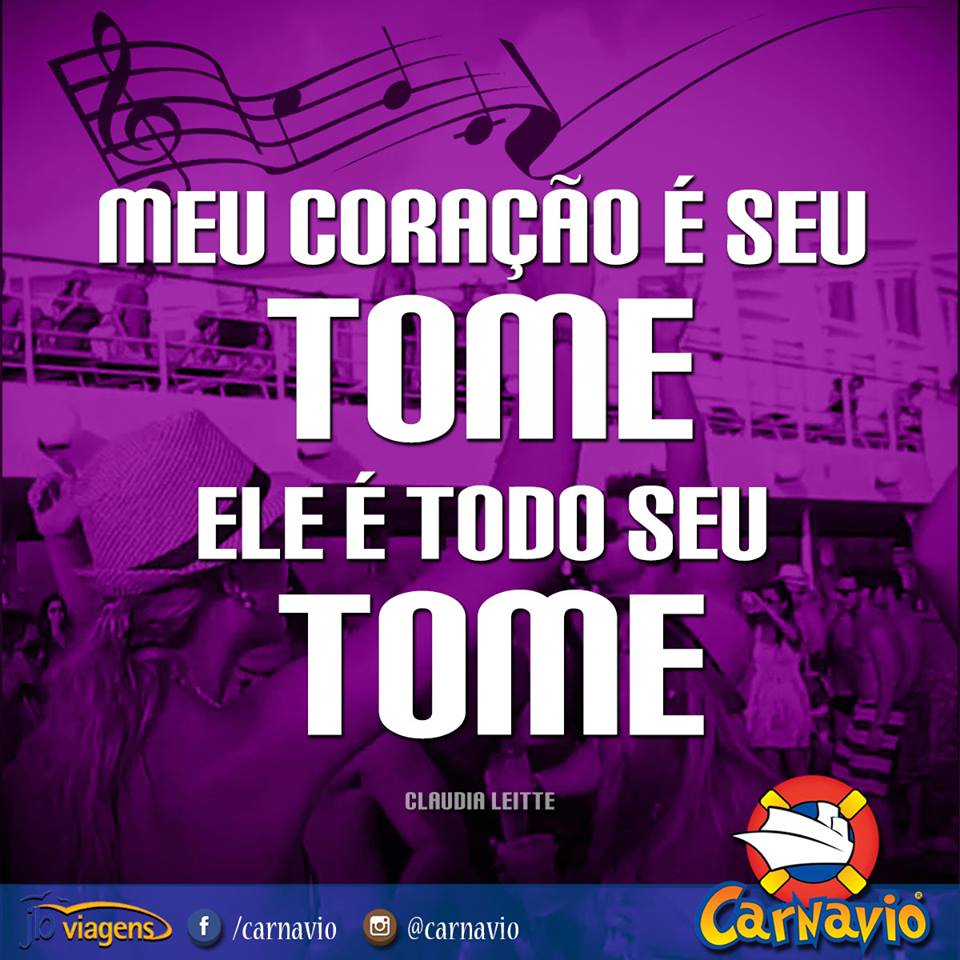 MEU CORAÇÃO É SEU
TOME
ELE É TODO SEU
TOME
CLAUDIA LEITTE
jb viagens
f /carnavio @carnavio
CARNAVIO®